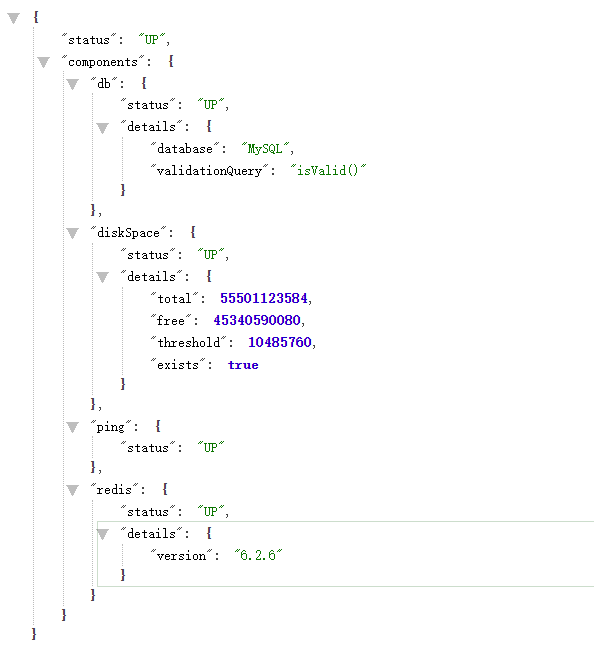 {
"status": "UP",
"components": {
"db": {
"status": "UP",
"details": {
"database": "MySQL",
"validationQuery": "isValid()"
}
},
"diskSpace": {
"status": "UP",
"details": {
"total": 55501123584,
"free": 45340590080,
"threshold": 10485760,
"exists": true
}
},
"ping": {
"status": "UP"
},
"redis": {
"status": "UP",
"details": {
"version": "6.2.6"
}
}
}
}